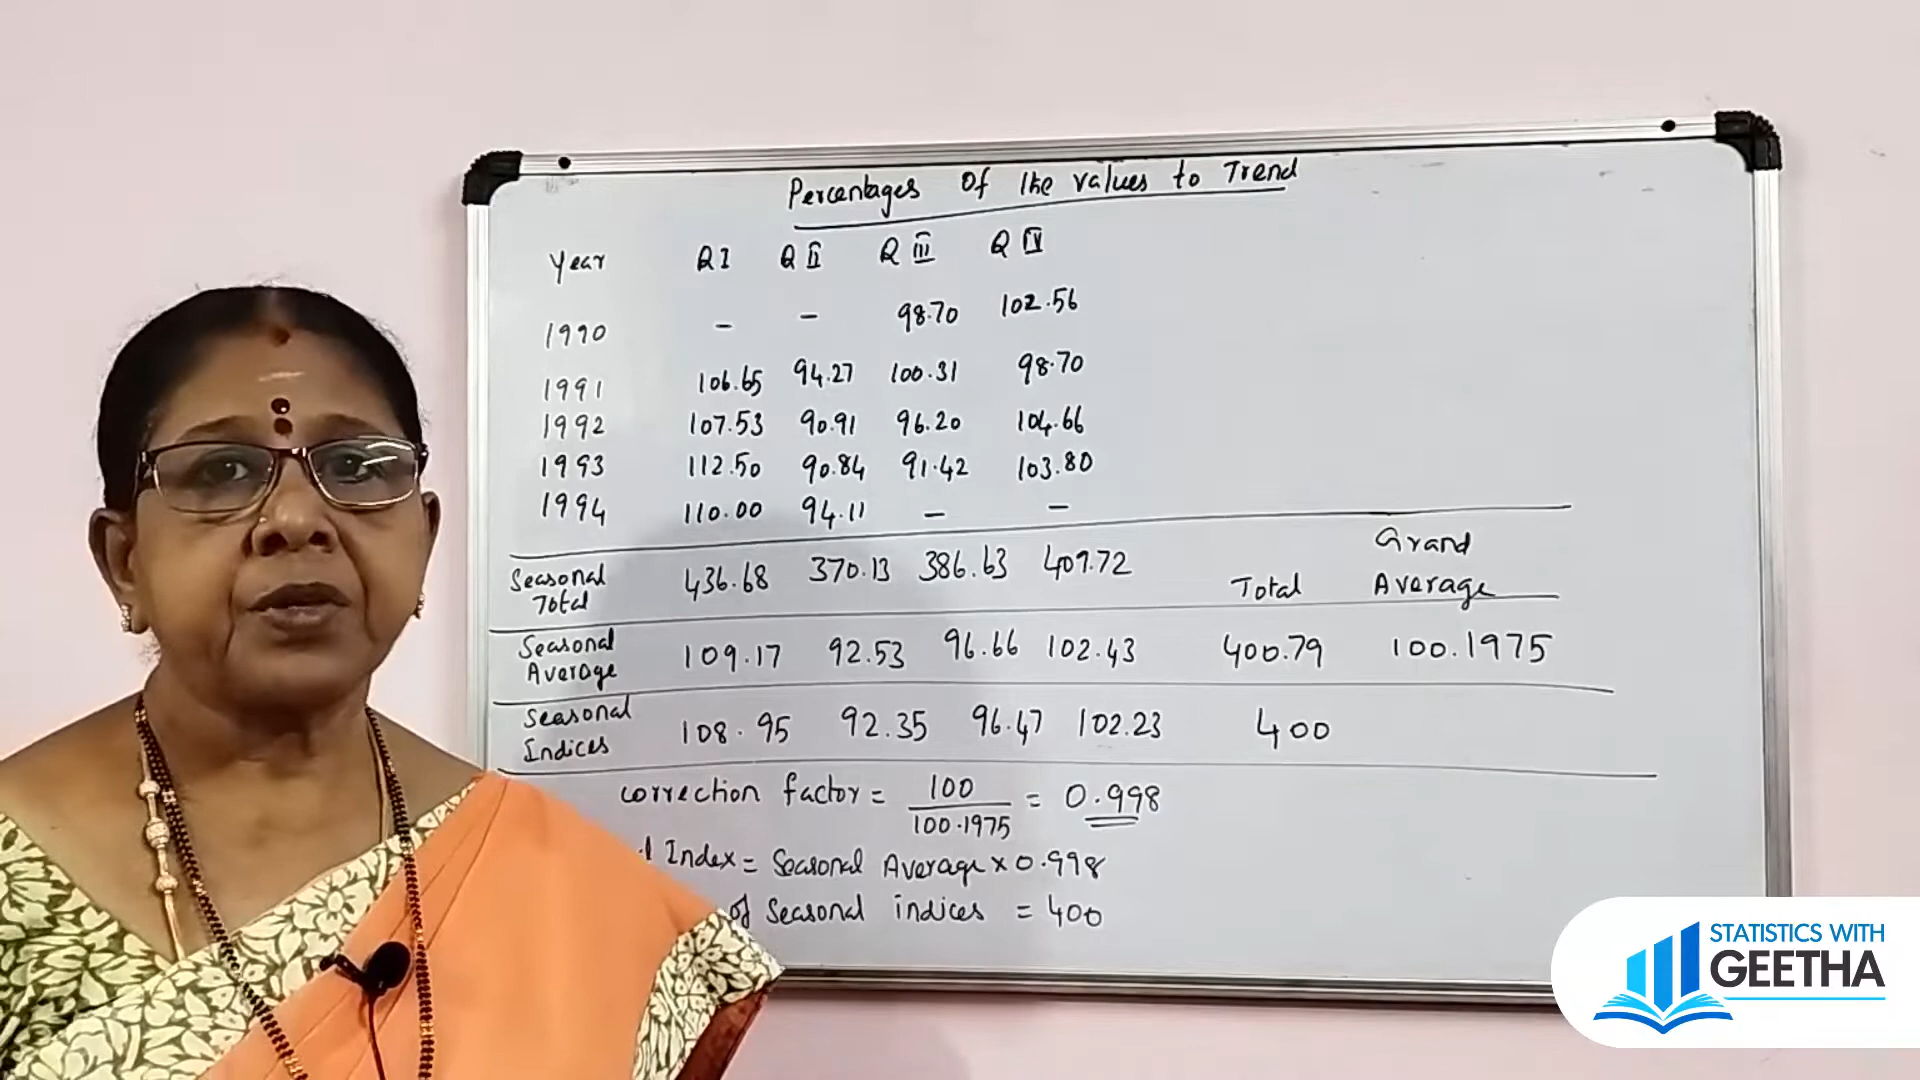 Percentages Of the values to Trend
Year Q I Q II Q III Q IV
1990 – – 98.70 102.56
1991 106.65 94.27 100.31 98.70
1992 107.53 90.91 96.20 104.66
1993 112.50 90.84 91.42 103.80
1994 110.00 94.11 – –
Seasonal Total 436.68 370.13 386.63 409.72 Total Grand Average
Seasonal Average 109.17 92.53 96.66 102.43 400.79 100.1975
Seasonal Indices 108.95 92.35 96.47 102.23 400
correction factor = 100 / 100.1975 = 0.998
Index = Seasonal Average × 0.998
of Seasonal indices = 400
STATISTICS WITH
GEETHA